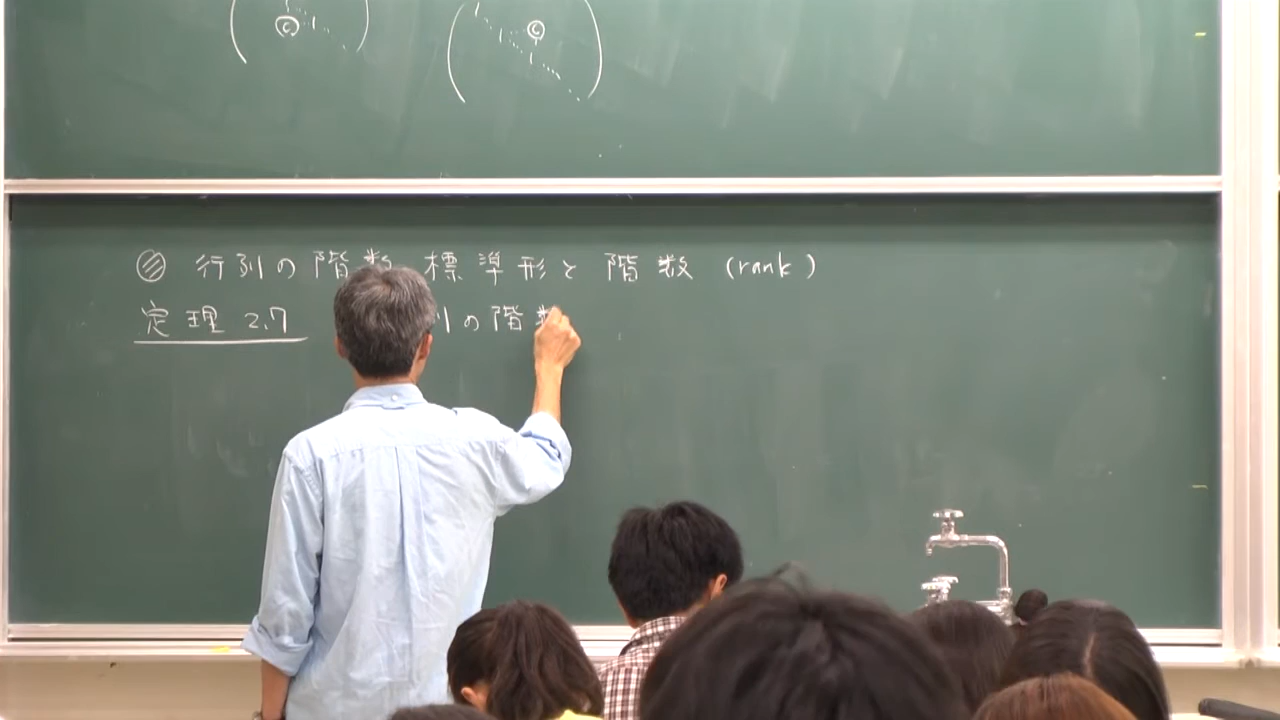 行列の階数 標準形と 階数 (rank)
定理 2.7 の階数